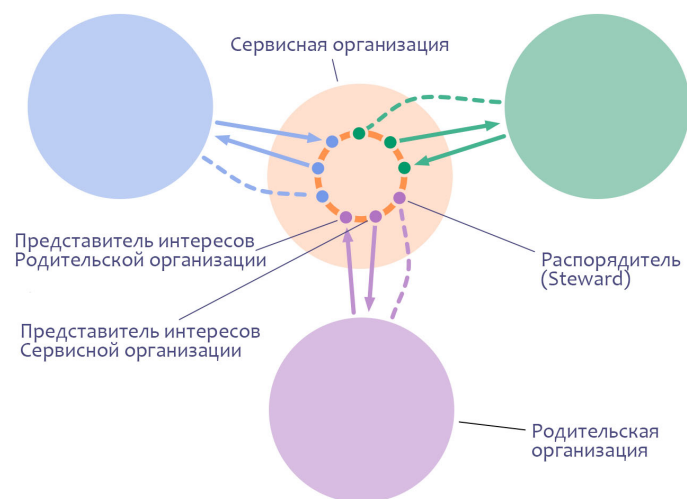 Сервисная организация
Представитель интересов
Родительской организации
Распорядитель
(Steward)
Представитель интересов
Сервисной организации
Родительская
организация